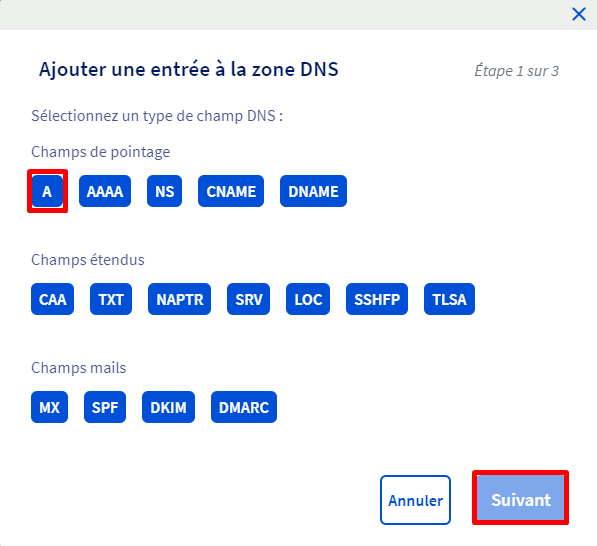 Ajouter une entrée à la zone DNS
Étape 1 sur 3
Sélectionnez un type de champ DNS :
Champs de pointage
A AAAA NS CNAME DNAME
Champs étendus
CAA TXT NAPTR SRV LOC SSHFP TLSA
Champs mails
MX SPF DKIM DMARC
Annuler Suivant